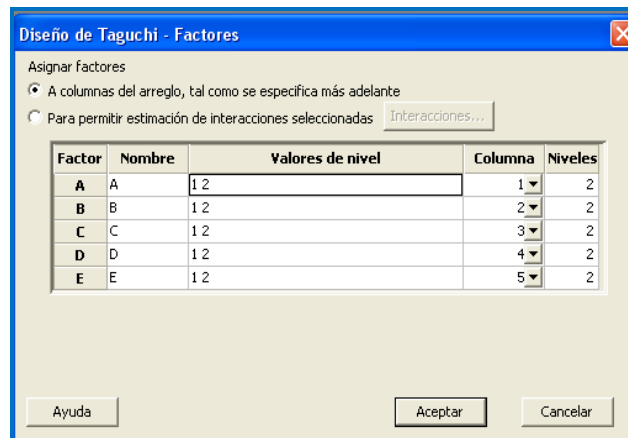 Diseño de Taguchi - Factores
Asignar factores
A columnas del arreglo, tal como se especifica más adelante
Para permitir estimación de interacciones seleccionadas Interacciones...
Factor Nombre Valores de nivel Columna Niveles
A A 1 2 1 2
B B 1 2 2 2
C C 1 2 3 2
D D 1 2 4 2
E E 1 2 5 2
Ayuda Aceptar Cancelar